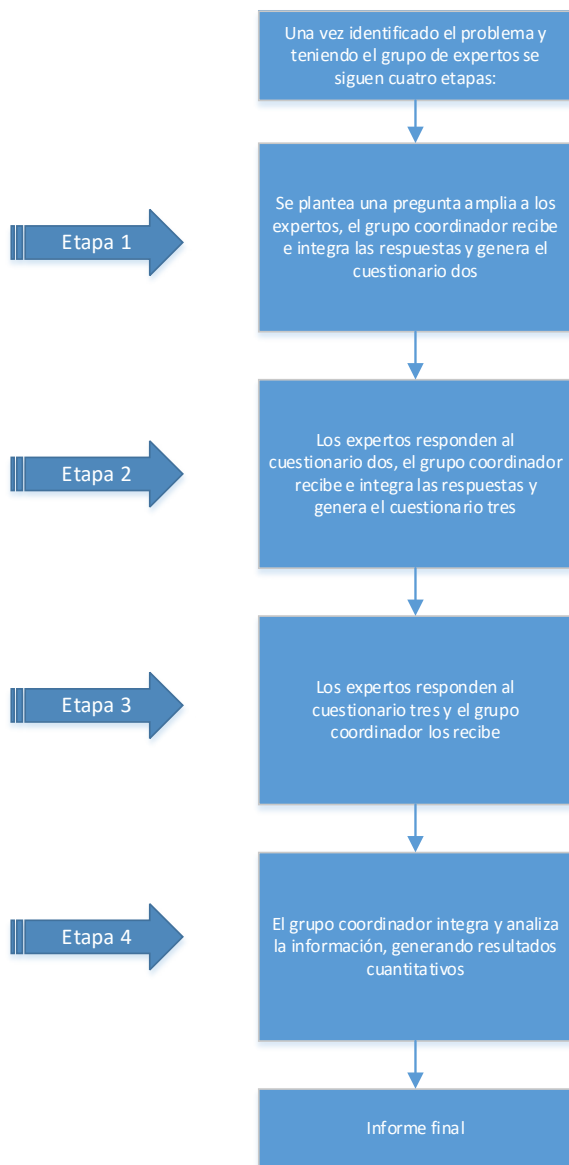 Una vez identificado el problema y
teniendo el grupo de expertos se
siguen cuatro etapas:
Etapa 1
Se plantea una pregunta amplia a los
expertos, el grupo coordinador recibe
e integra las respuestas y genera el
cuestionario dos
Etapa 2
Los expertos responden al
cuestionario dos, el grupo coordinador
recibe e integra las respuestas y
genera el cuestionario tres
Etapa 3
Los expertos responden al
cuestionario tres y el grupo
coordinador los recibe
Etapa 4
El grupo coordinador integra y analiza
la información, generando resultados
cuantitativos
Informe final